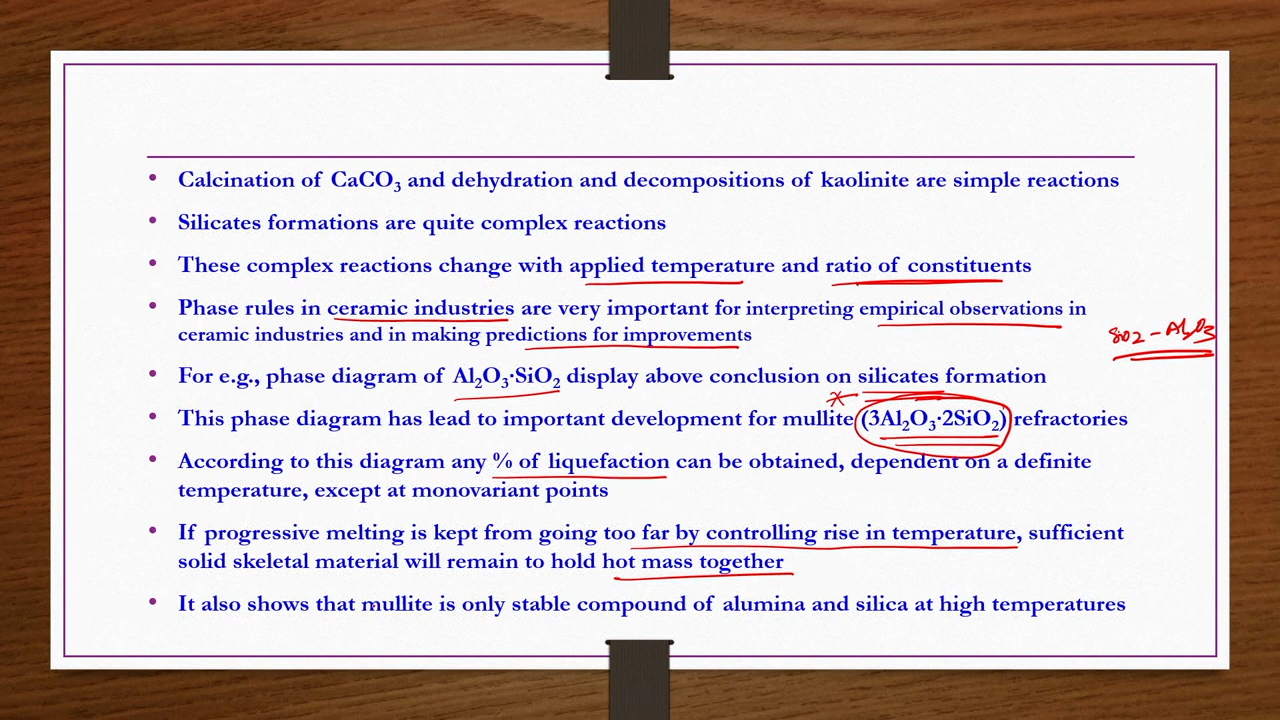 • Calcination of CaCO₃ and dehydration and decompositions of kaolinite are simple reactions
• Silicates formations are quite complex reactions
• These complex reactions change with applied temperature and ratio of constituents
• Phase rules in ceramic industries are very important for interpreting empirical observations in
ceramic industries and in making predictions for improvements
SiO2 - Al2O3
• For e.g., phase diagram of Al₂O₃·SiO₂ display above conclusion on silicates formation
• This phase diagram has lead to important development for mullite (3Al₂O₃·2SiO₂) refractories
• According to this diagram any % of liquefaction can be obtained, dependent on a definite
temperature, except at monovariant points
• If progressive melting is kept from going too far by controlling rise in temperature, sufficient
solid skeletal material will remain to hold hot mass together
• It also shows that mullite is only stable compound of alumina and silica at high temperatures